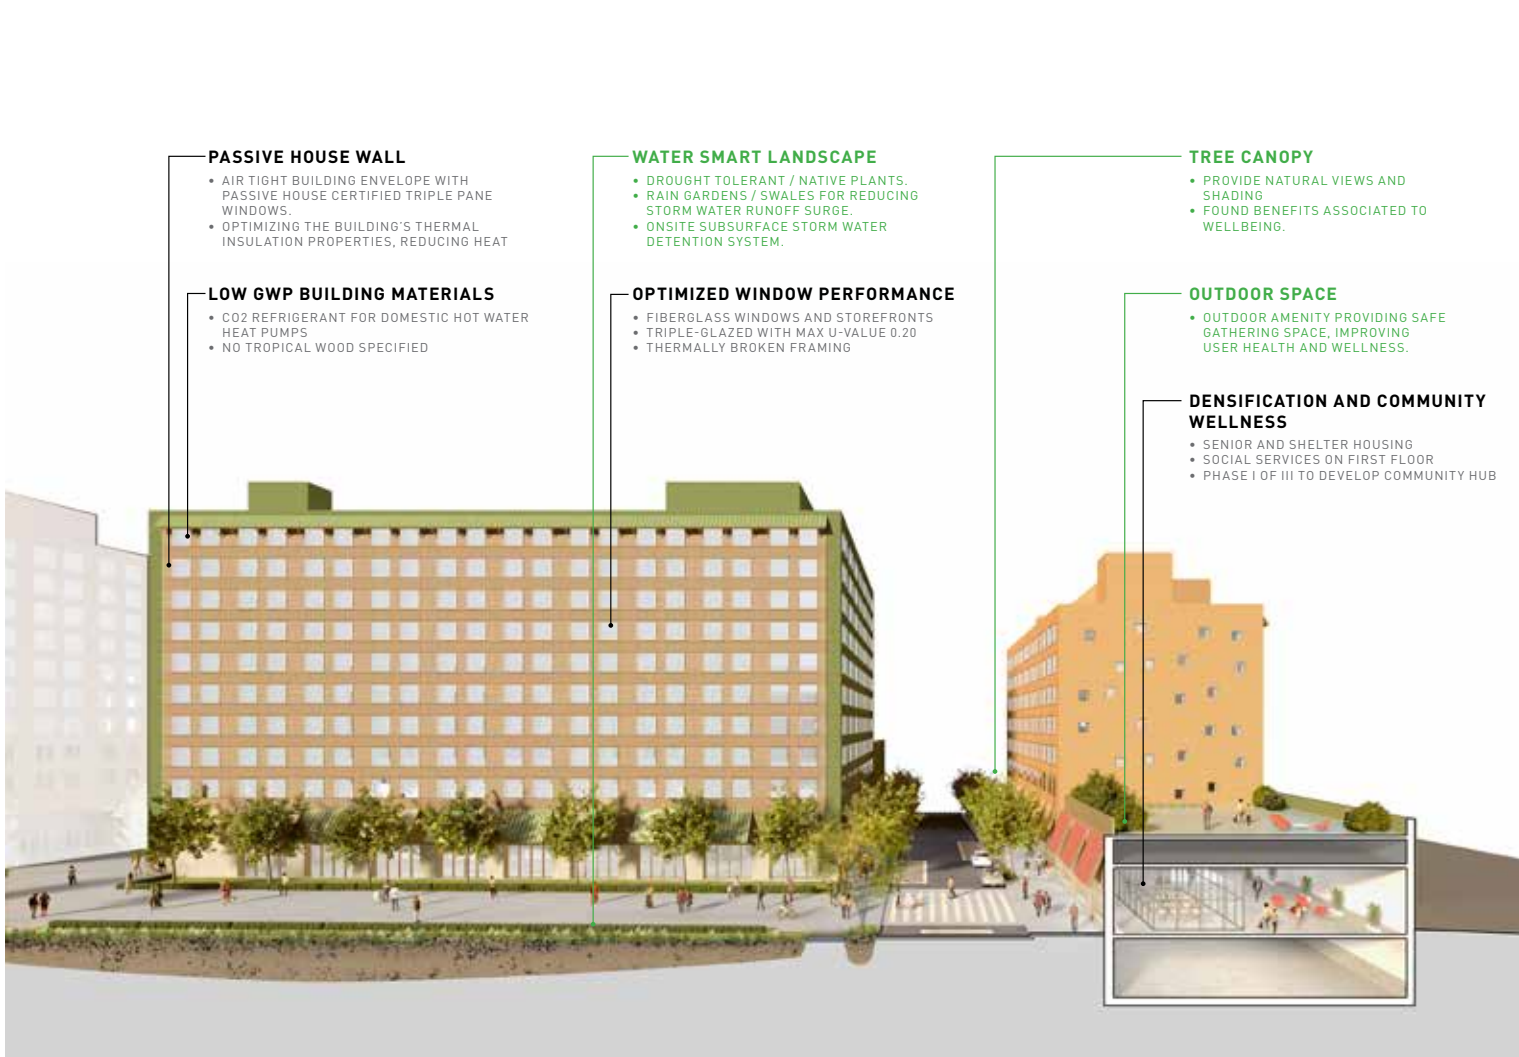 PASSIVE HOUSE WALL
• AIR TIGHT BUILDING ENVELOPE WITH
PASSIVE HOUSE CERTIFIED TRIPLE PANE
WINDOWS.
• OPTIMIZING THE BUILDING'S THERMAL
INSULATION PROPERTIES, REDUCING HEAT
LOW GWP BUILDING MATERIALS
• CO2 REFRIGERANT FOR DOMESTIC HOT WATER
HEAT PUMPS
• NO TROPICAL WOOD SPECIFIED
WATER SMART LANDSCAPE
• DROUGHT TOLERANT / NATIVE PLANTS.
• RAIN GARDENS / SWALES FOR REDUCING
STORM WATER RUNOFF SURGE.
• ONSITE SUBSURFACE STORM WATER
DETENTION SYSTEM.
OPTIMIZED WINDOW PERFORMANCE
• FIBERGLASS WINDOWS AND STOREFRONTS
• TRIPLE-GLAZED WITH MAX U-VALUE 0.20
• THERMALLY BROKEN FRAMING
TREE CANOPY
• PROVIDE NATURAL VIEWS AND
SHADING
• FOUND BENEFITS ASSOCIATED TO
WELLBEING.
OUTDOOR SPACE
• OUTDOOR AMENITY PROVIDING SAFE
GATHERING SPACE, IMPROVING
USER HEALTH AND WELLNESS.
DENSIFICATION AND COMMUNITY
WELLNESS
• SENIOR AND SHELTER HOUSING
• SOCIAL SERVICES ON FIRST FLOOR
• PHASE I OF III TO DEVELOP COMMUNITY HUB